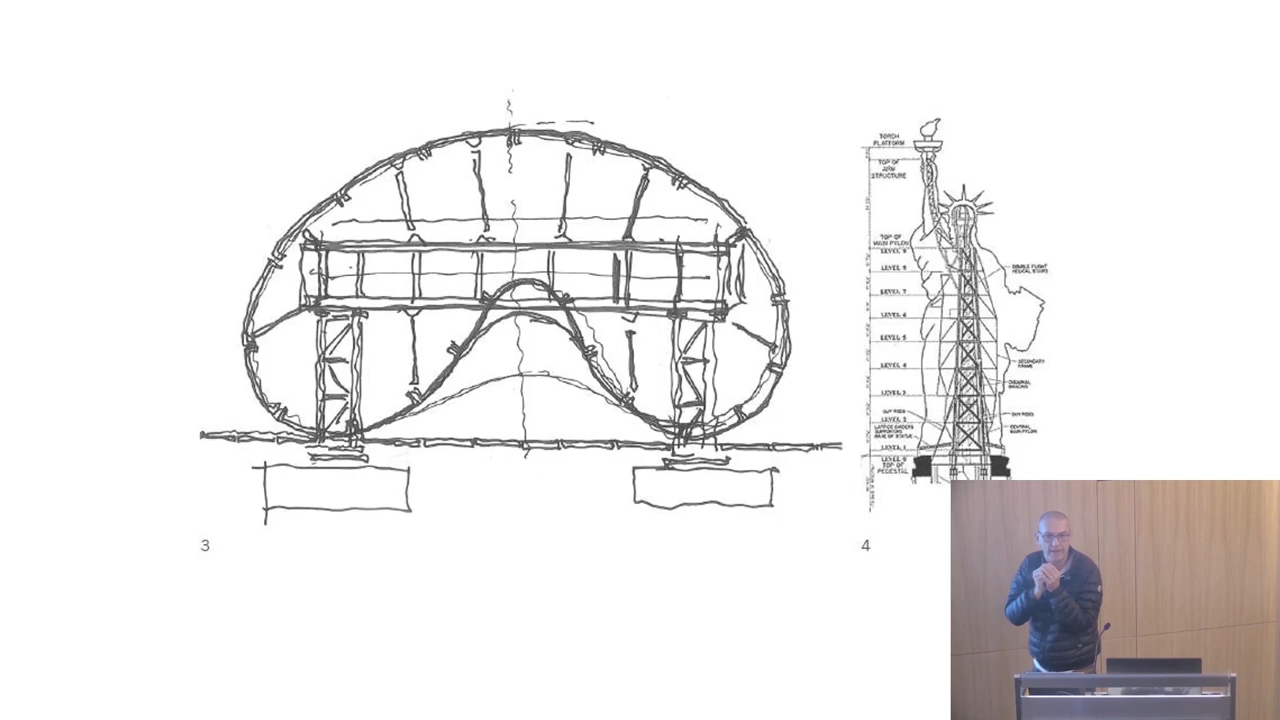 TORCH
PLATFORM
TOP OF
ARM
STRUCTURE
TOP OF
MAIN PYLON
LEVEL 9
LEVEL 8
LEVEL 7
LEVEL 6
LEVEL 5
LEVEL 4
LEVEL 3
GUY RODS
LEVEL 2
LATTICE GIRDERS
SUPPORTING
BASE OF STATUE
LEVEL 1
LEVEL 0
TOP OF
PEDESTAL
DOUBLE FLIGHT
HELICAL STAIRS
SECONDARY
FRAME
DIAGONAL
BRACING
GUY RODS
CENTRAL
MAIN PYLON
3
4